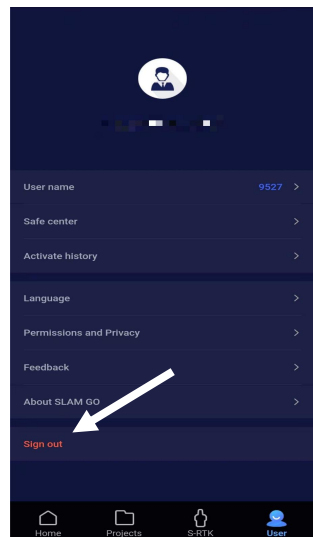 User name 9527 >
Safe center >
Activate history >
Language >
Permissions and Privacy >
Feedback >
About SLAM GO >
Sign out
Home Projects S-RTK User